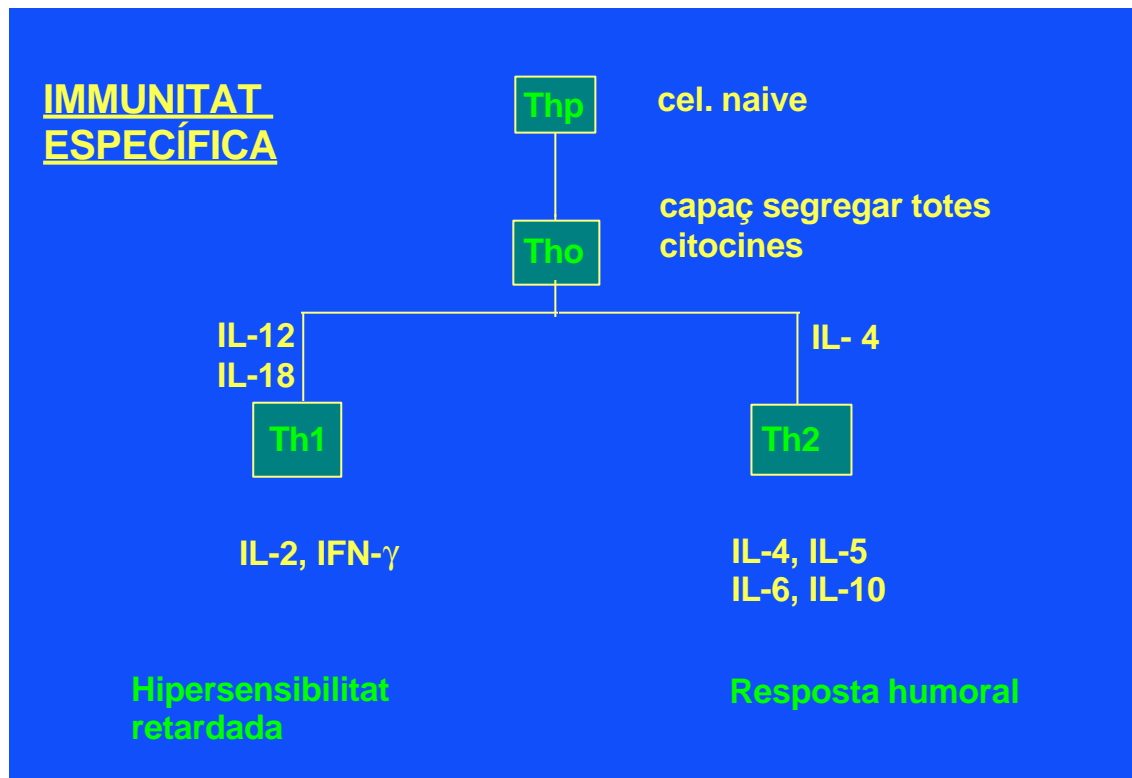 IMMUNITAT
ESPECÍFICA
Thp
cel. naive
Tho
capaç segregar totes
citocines
IL-12
IL-18
IL- 4
Th1
Th2
IL-2, IFN-γ
IL-4, IL-5
IL-6, IL-10
Hipersensibilitat
retardada
Resposta humoral